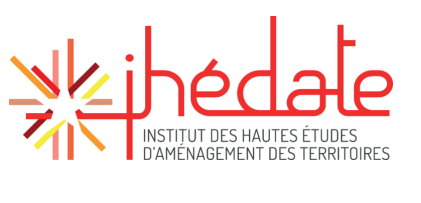 ihédate
INSTITUT DES HAUTES ÉTUDES
D'AMÉNAGEMENT DES TERRITOIRES